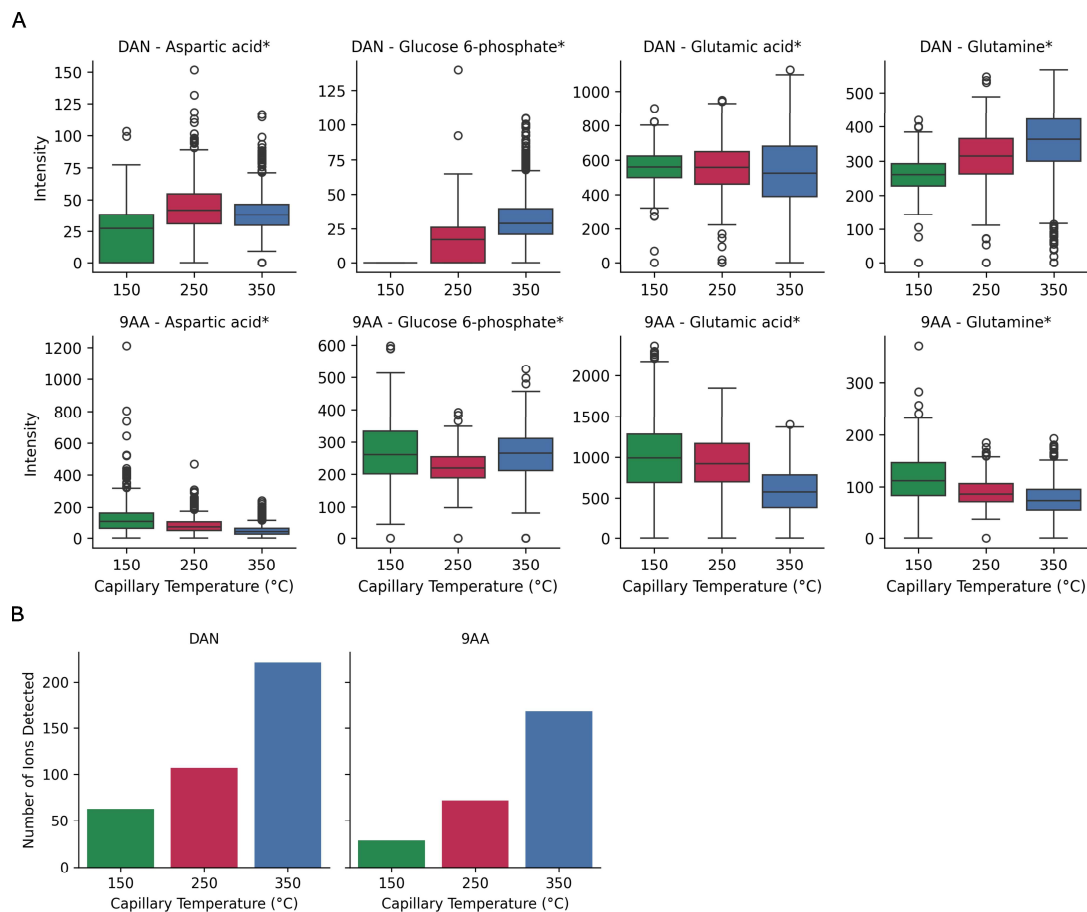 A
DAN - Aspartic acid*
DAN - Glucose 6-phosphate*
DAN - Glutamic acid*
DAN - Glutamine*
Intensity
150
125
100
75
50
25
0
150 250 350
125
100
75
50
25
0
150 250 350
1000
800
600
400
200
0
150 250 350
500
400
300
200
100
0
150 250 350
9AA - Aspartic acid*
9AA - Glucose 6-phosphate*
9AA - Glutamic acid*
9AA - Glutamine*
Intensity
1200
1000
800
600
400
200
0
150 250 350
Capillary Temperature (°C)
600
500
400
300
200
100
0
150 250 350
Capillary Temperature (°C)
2000
1500
1000
500
0
150 250 350
Capillary Temperature (°C)
300
200
100
0
150 250 350
Capillary Temperature (°C)
B
DAN
9AA
Number of Ions Detected
200
150
100
50
0
150 250 350
Capillary Temperature (°C)
150 250 350
Capillary Temperature (°C)